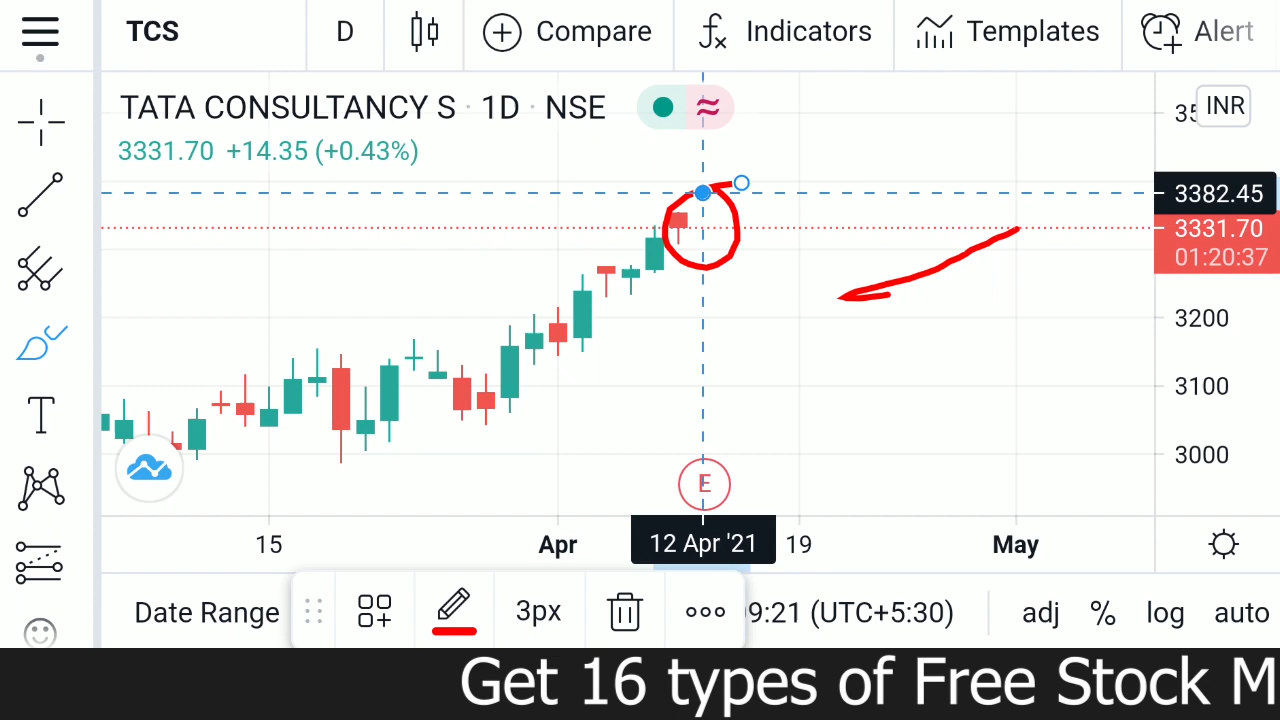 TCS D Compare Indicators Templates Alert
TATA CONSULTANCY S · 1D · NSE
INR
3331.70 +14.35 (+0.43%)
3382.45
3331.70
01:20:37
3200
3100
3000
E
15 Apr 12 Apr '21 19 May
Date Range 3px 9:21 (UTC+5:30) adj % log auto
Get 16 types of Free Stock M